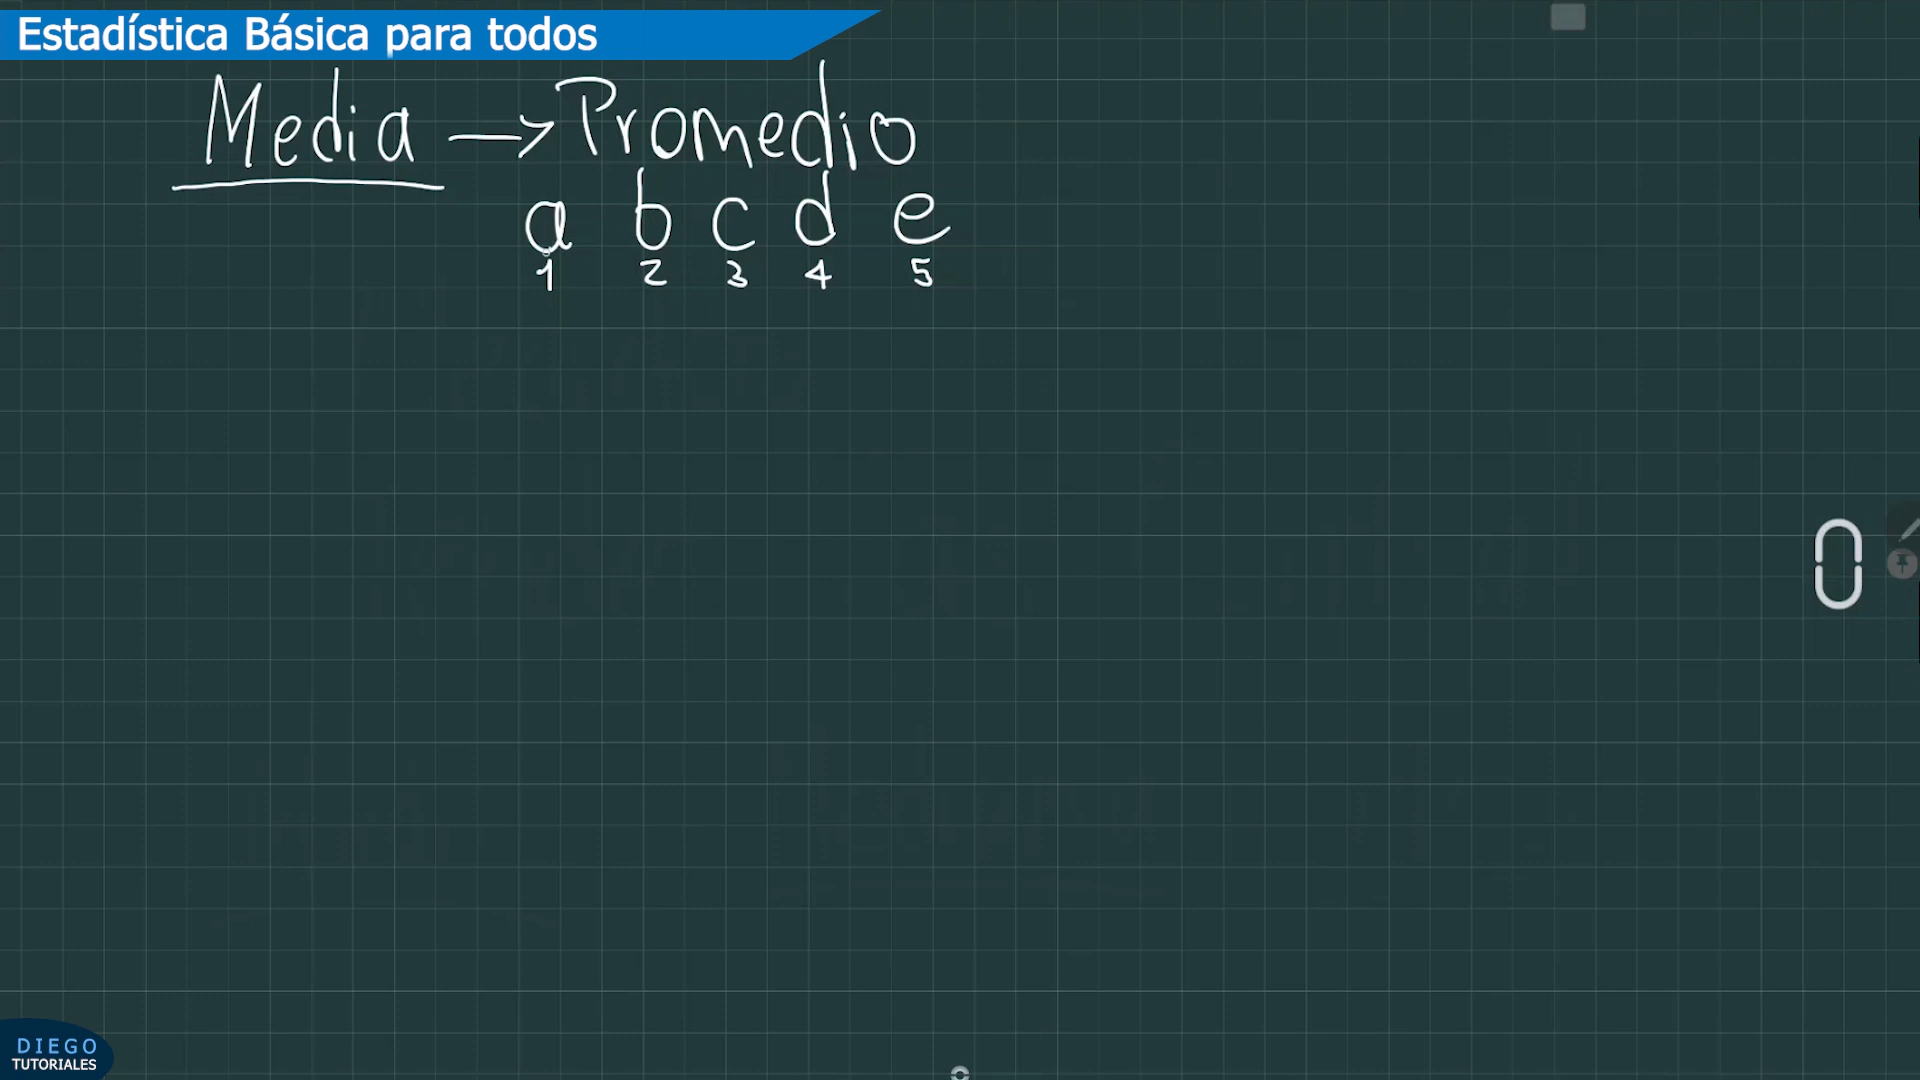 Estadística Básica para todos
Media → Promedio
a b c d e
1 2 3 4 5
DIEGO
TUTORIALES